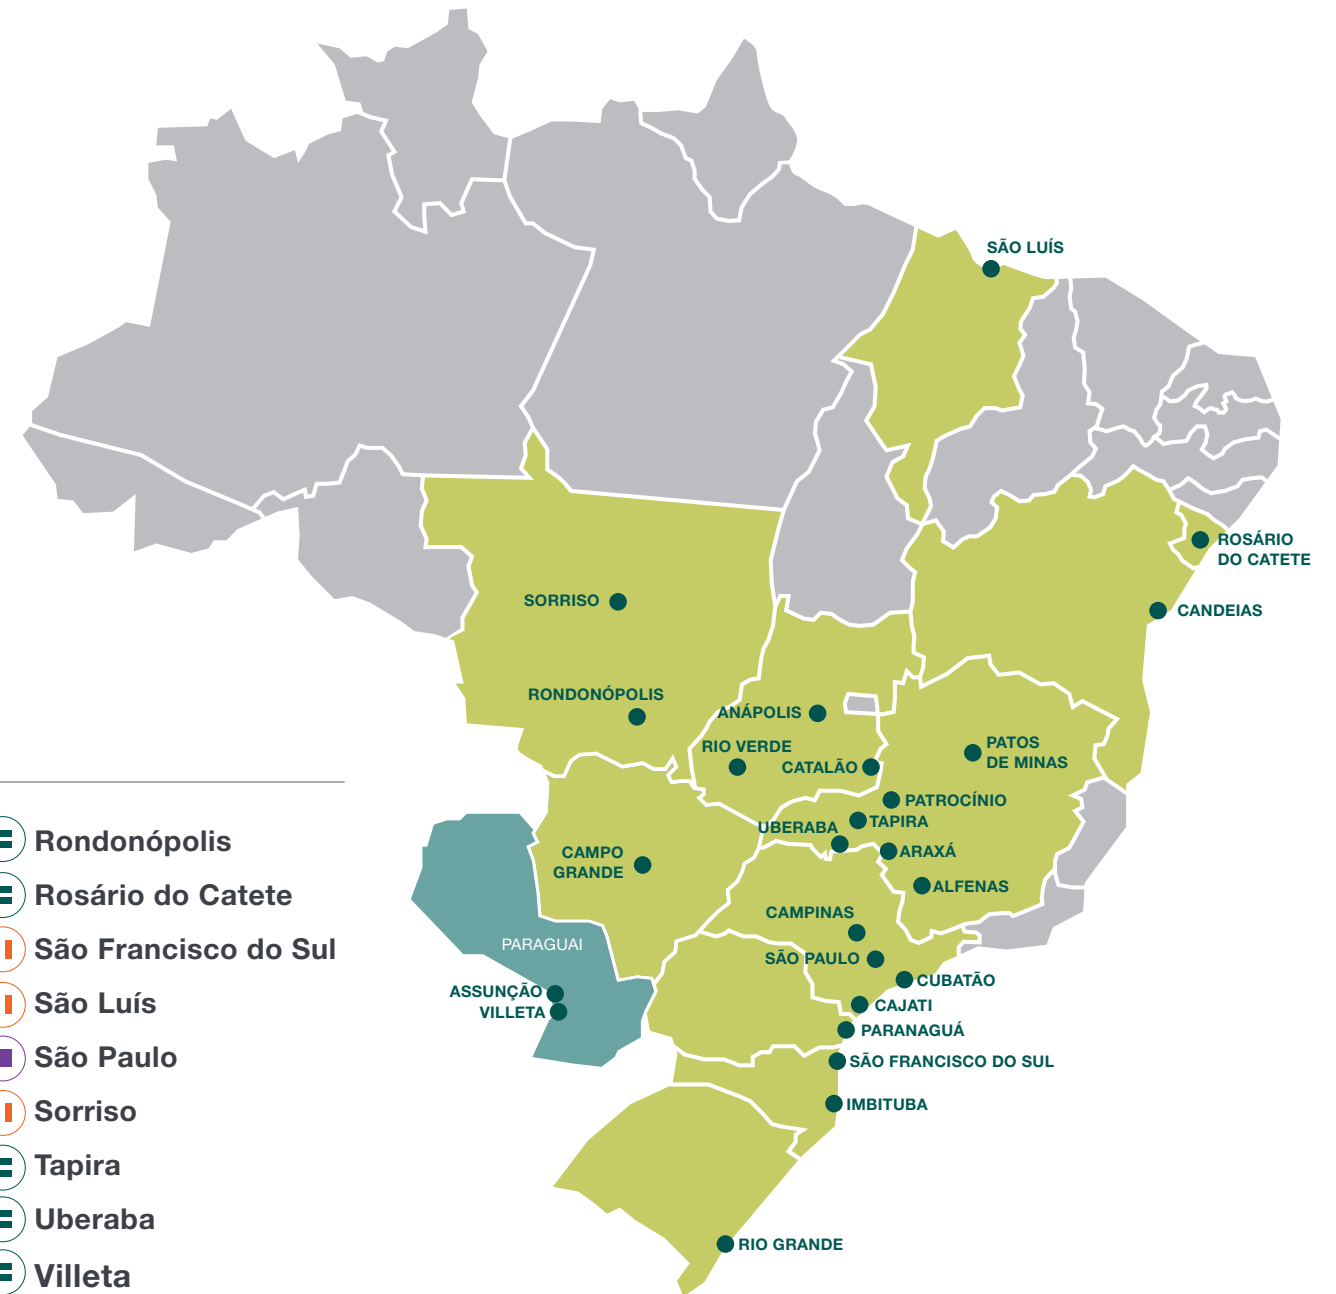 SÃO LUÍS
ROSÁRIO
DO CATETE
SORRISO
CANDEIAS
RONDONÓPOLIS
ANÁPOLIS
RIO VERDE
CATALÃO
PATOS
DE MINAS
PATROCÍNIO
TAPIRA
UBERABA
ARAXÁ
CAMPO
GRANDE
ALFENAS
CAMPINAS
PARAGUAI
SÃO PAULO
CUBATÃO
ASSUNÇÃO
VILLETA
CAJATI
PARANAGUÁ
SÃO FRANCISCO DO SUL
IMBITUBA
RIO GRANDE
Rondonópolis
Rosário do Catete
São Francisco do Sul
São Luís
São Paulo
Sorriso
Tapira
Uberaba
Villeta